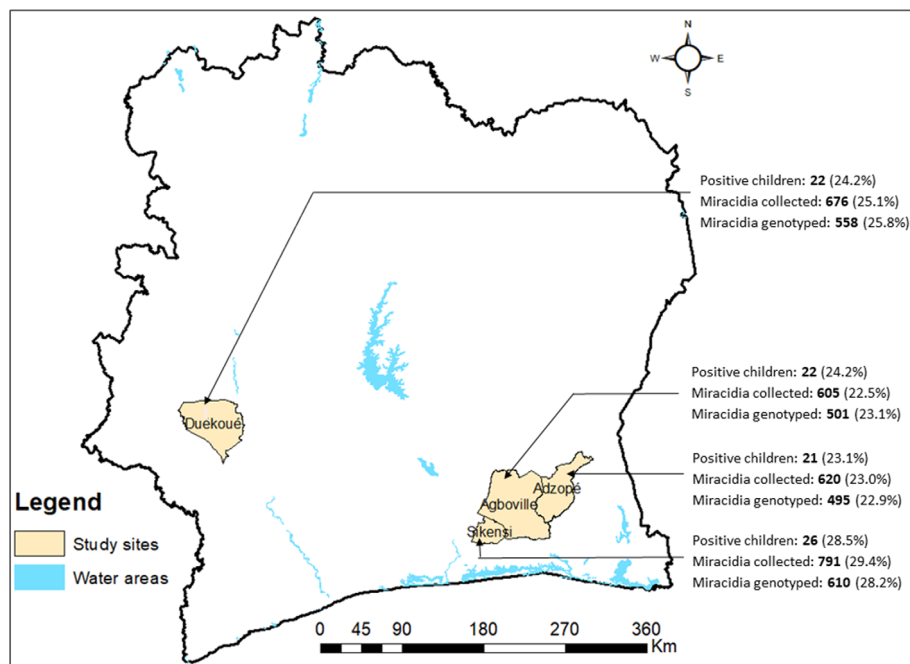 N
W E
S
Positive children: 22 (24.2%)
Miracidia collected: 676 (25.1%)
Miracidia genotyped: 558 (25.8%)
Positive children: 22 (24.2%)
Miracidia collected: 605 (22.5%)
Miracidia genotyped: 501 (23.1%)
Duekoué
Positive children: 21 (23.1%)
Miracidia collected: 620 (23.0%)
Miracidia genotyped: 495 (22.9%)
Adzopé
Agboville
Sikensi
Positive children: 26 (28.5%)
Miracidia collected: 791 (29.4%)
Miracidia genotyped: 610 (28.2%)
Legend
Study sites
Water areas
0 45 90 180 270 360
Km